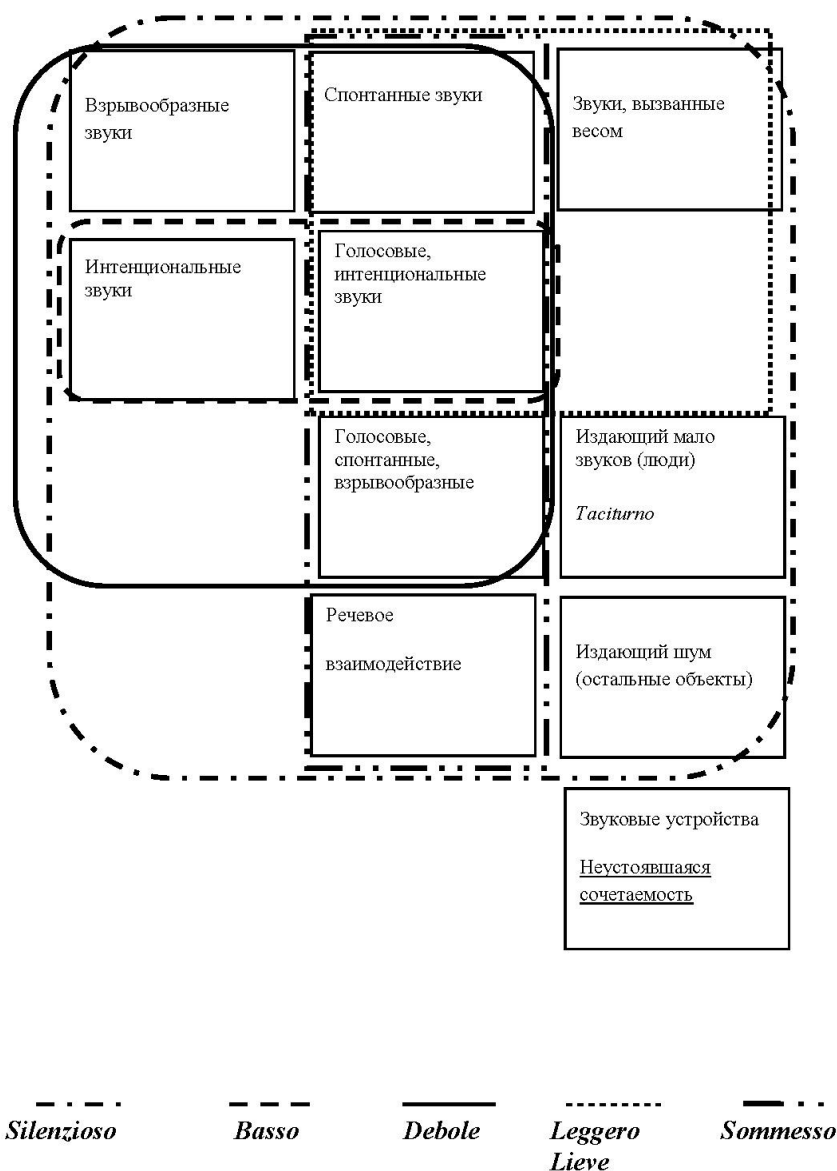 Взрывообразные
звуки
Спонтанные звуки
Звуки, вызванные
весом
Интенциональные
звуки
Голосовые,
интенциональные
звуки
Голосовые,
спонтанные,
взрывообразные
Издающий мало
звуков (люди)
Taciturno
Речевое
взаимодействие
Издающий шум
(остальные объекты)
Звуковые устройства
Неустоявшаяся
сочетаемость
Silenzioso
Basso
Debole
Leggero
Lieve
Sommesso